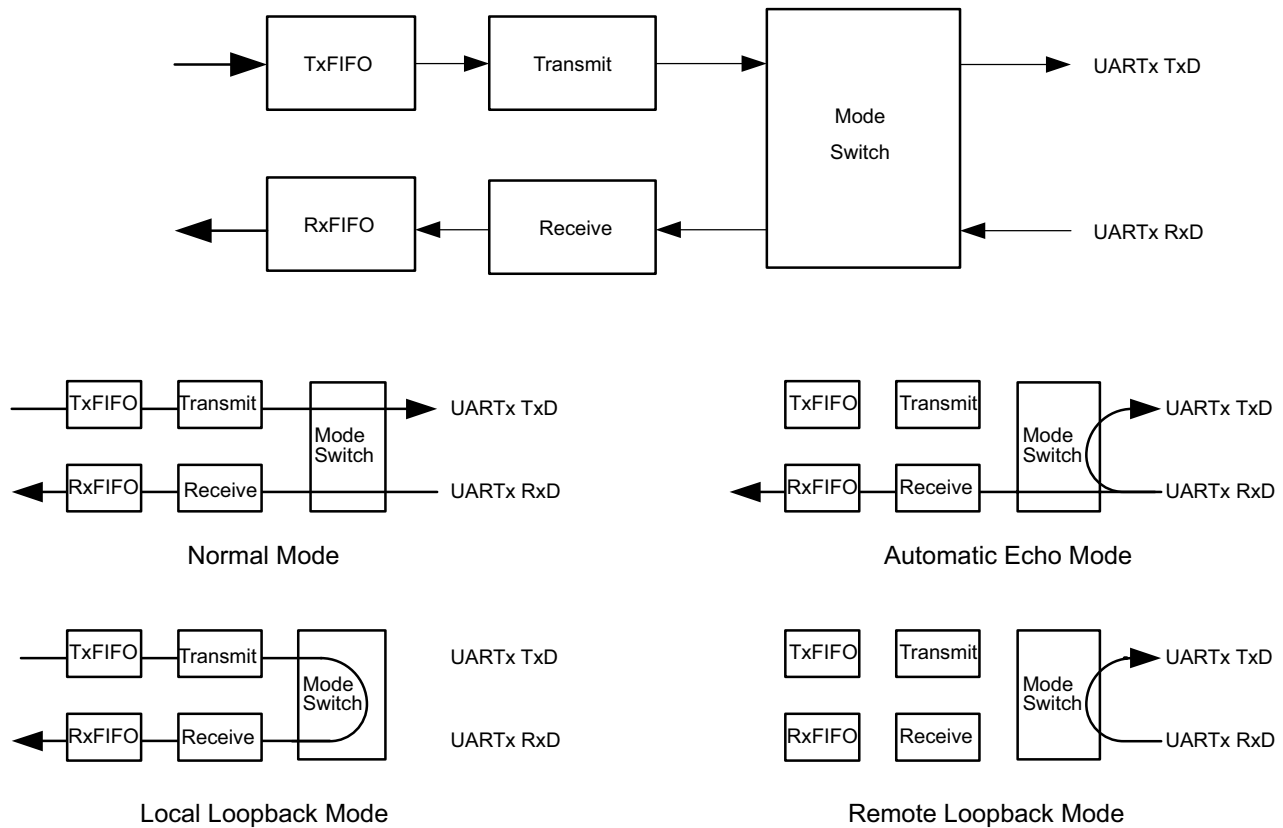 TxFIFO
Transmit
Mode
Switch
UARTx TxD
RxFIFO
Receive
UARTx RxD
TxFIFO
Transmit
Mode
Switch
UARTx TxD
RxFIFO
Receive
UARTx RxD
Normal Mode
TxFIFO
Transmit
Mode
Switch
UARTx TxD
RxFIFO
Receive
UARTx RxD
Automatic Echo Mode
TxFIFO
Transmit
Mode
Switch
UARTx TxD
RxFIFO
Receive
UARTx RxD
Local Loopback Mode
TxFIFO
Transmit
Mode
Switch
UARTx TxD
RxFIFO
Receive
UARTx RxD
Remote Loopback Mode